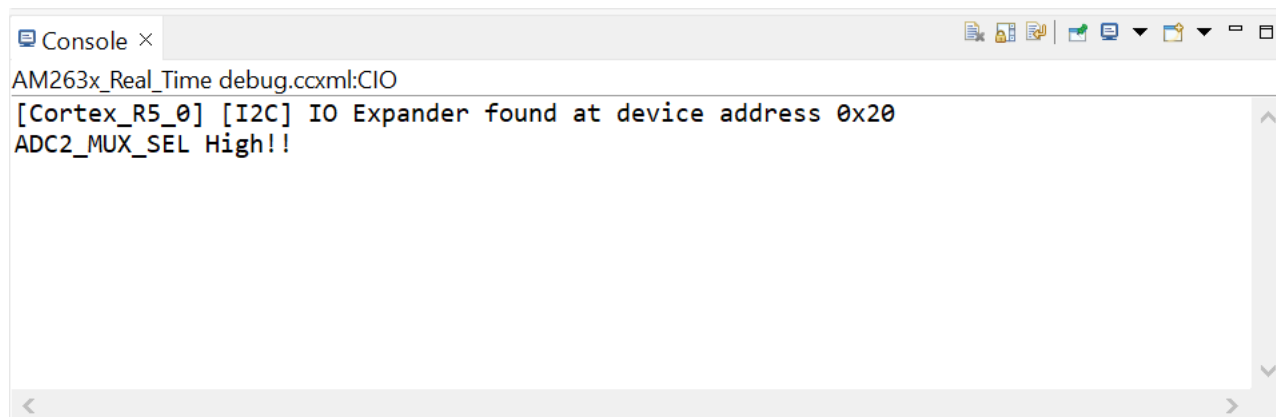 Console ×
AM263x_Real_Time debug.ccxml:CIO
[Cortex_R5_0] [I2C] IO Expander found at device address 0x20
ADC2_MUX_SEL High!!